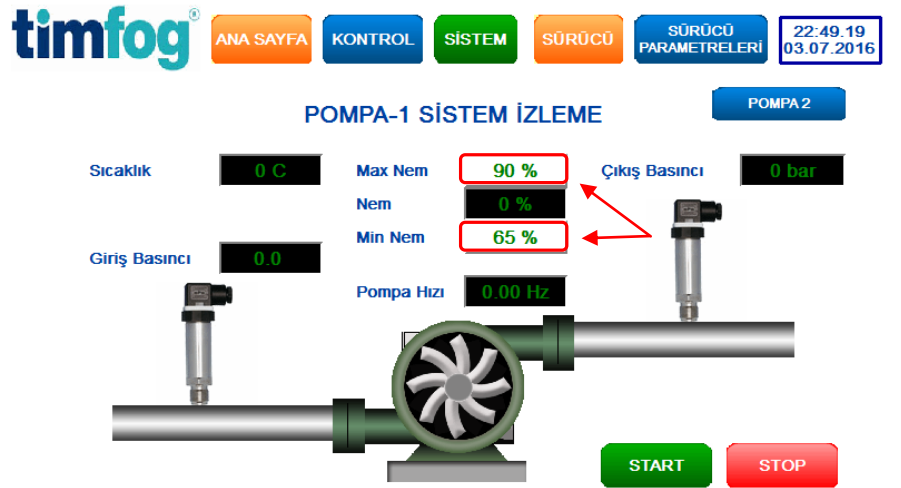 timfog®
ANA SAYFA
KONTROL
SİSTEM
SÜRÜCÜ
SÜRÜCÜ
PARAMETRELERİ
22:49.19
03.07.2016
POMPA-1 SİSTEM İZLEME
POMPA 2
Sıcaklık
0 C
Max Nem
90 %
Çıkış Basıncı
0 bar
Nem
0 %
Min Nem
65 %
Giriş Basıncı
0.0
Pompa Hızı
0.00 Hz
START
STOP